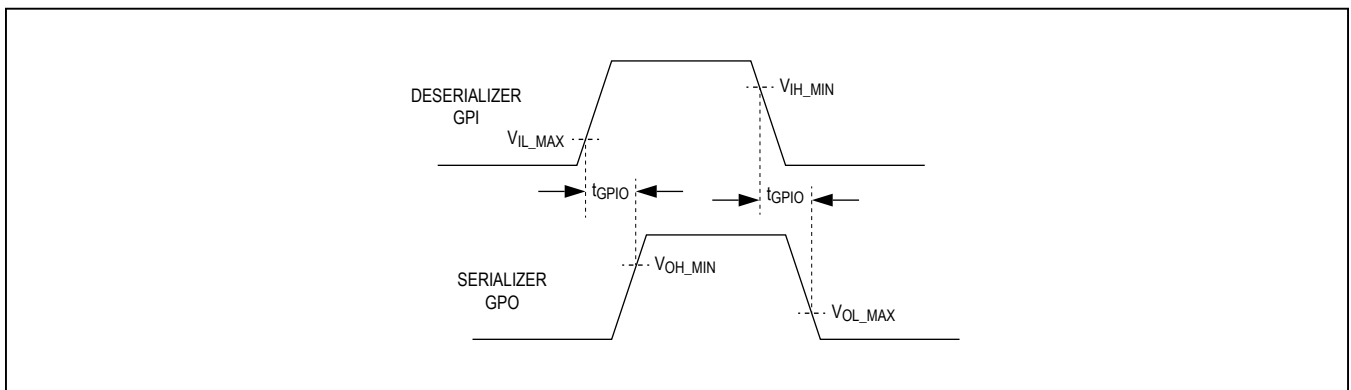 DESERIALIZER
GPI
VIH_MIN
VIL_MAX
tGPIO
tGPIO
VOH_MIN
SERIALIZER
GPO
VOL_MAX